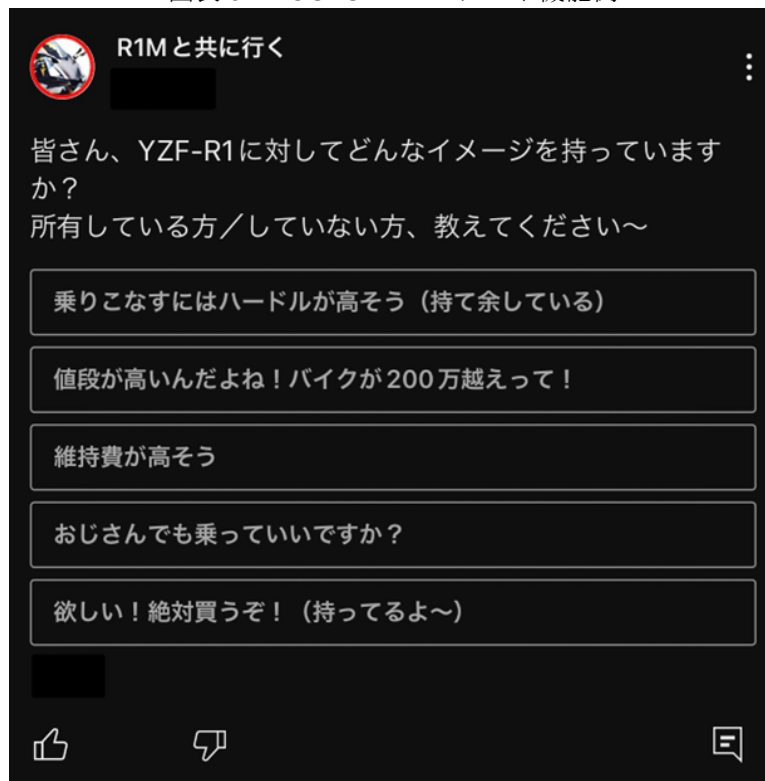 R1Mと共に行く
皆さん、YZF-R1に対してどんなイメージを持っています
か？
所有している方／していない方、教えてください〜
乗りこなすにはハードルが高そう（持て余している）
値段が高いんだよね！バイクが200万越えって！
維持費が高そう
おじさんでも乗っていいですか？
欲しい！絶対買うぞ！（持ってるよ〜）